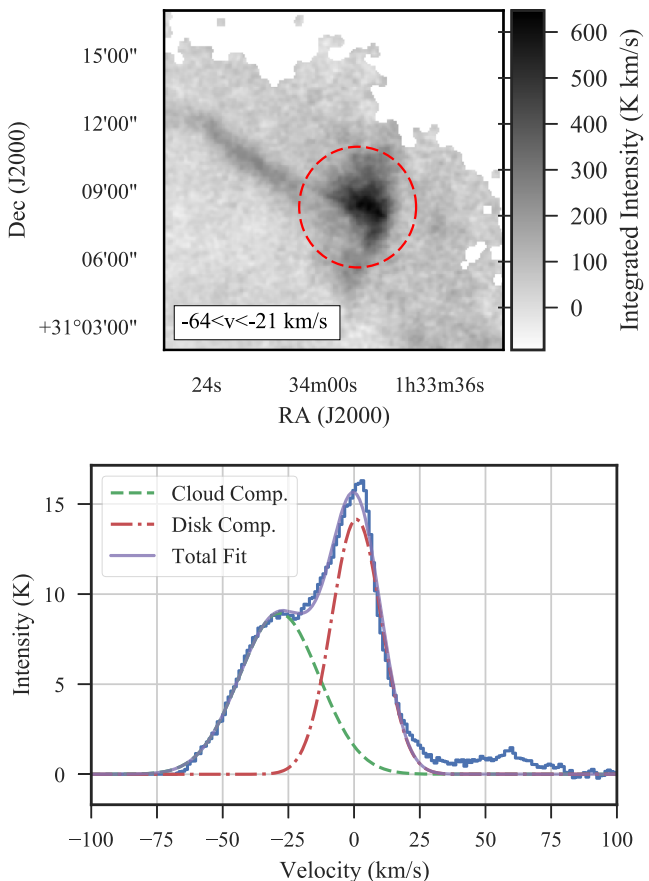 15'00"
12'00"
09'00"
06'00"
+31°03'00"
Dec (J2000)
-64<v<-21 km/s
24s 34m00s 1h33m36s
RA (J2000)
600
500
400
300
200
100
0
Integrated Intensity (K km/s)
Cloud Comp.
Disk Comp.
Total Fit
15
10
5
0
Intensity (K)
−100 −75 −50 −25 0 25 50 75 100
Velocity (km/s)